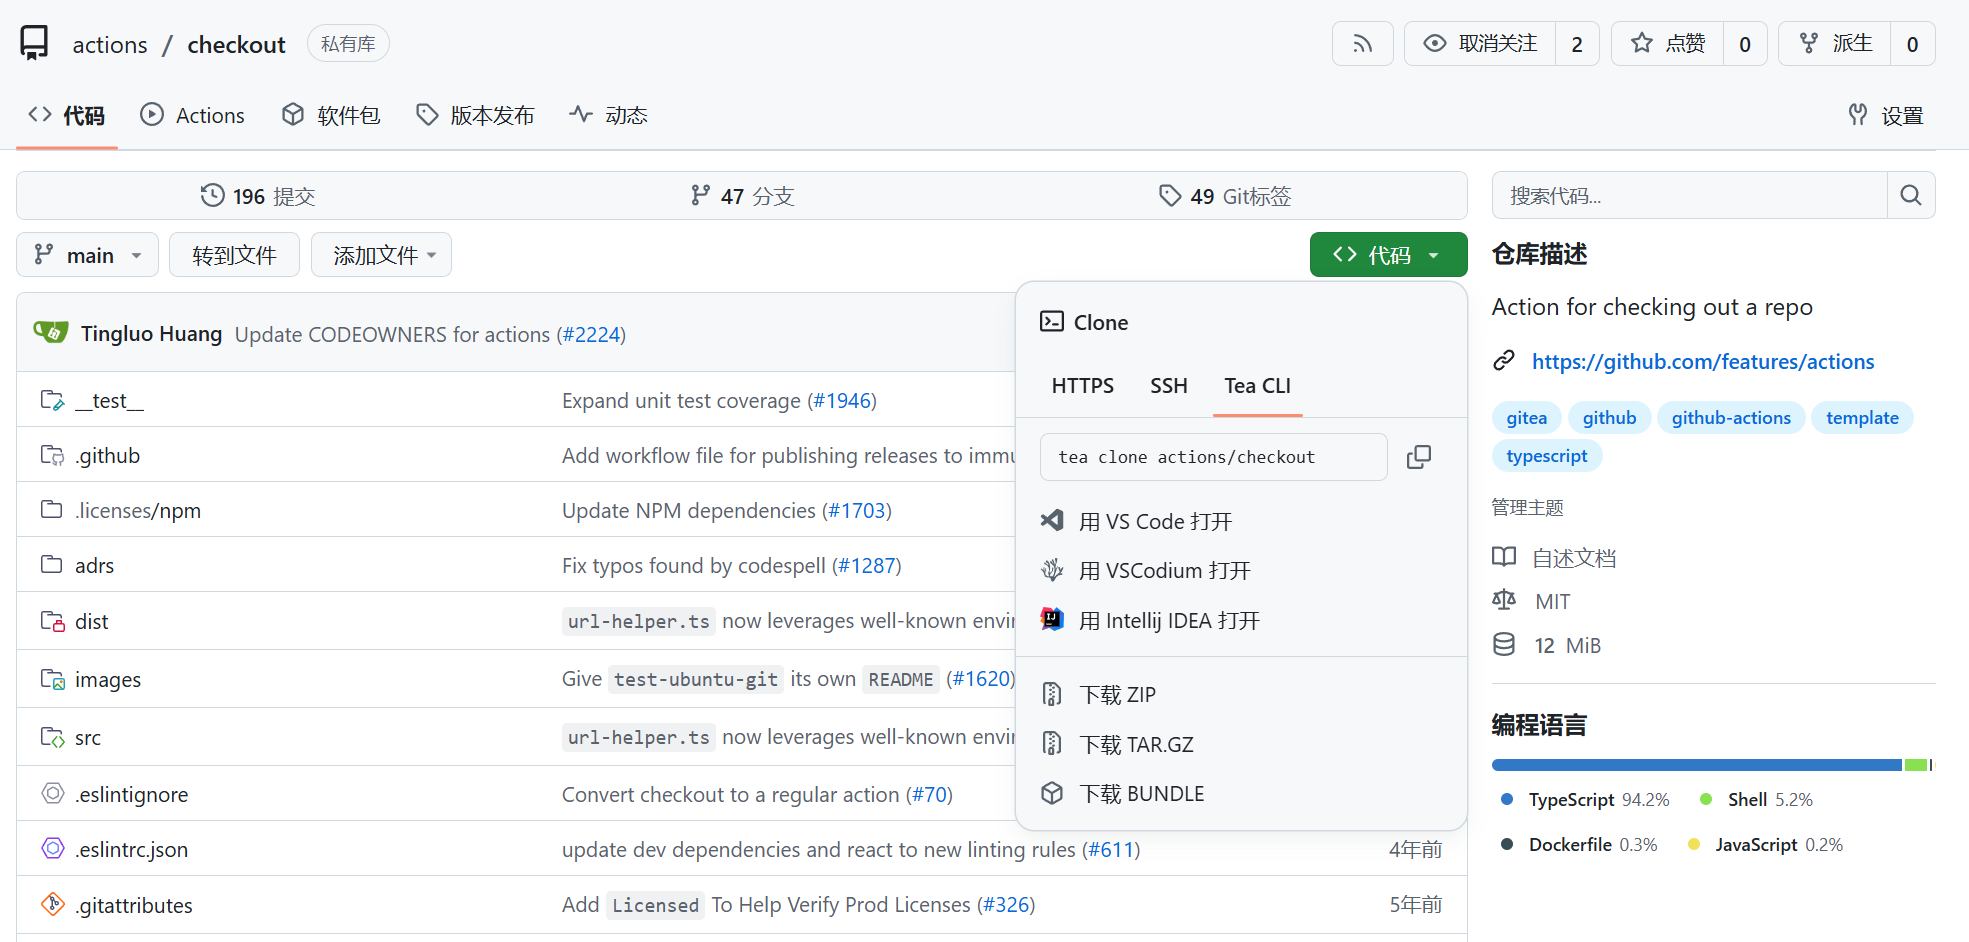 actions / checkout 私有库
取消关注 2 点赞 0 派生 0
代码 Actions 软件包 版本发布 动态 设置
196 提交 47 分支 49 Git标签
搜索代码...
main 转到文件 添加文件 代码
Tingluo Huang Update CODEOWNERS for actions (#2224)
__test__ Expand unit test coverage (#1946)
.github Add workflow file for publishing releases to immu
.licenses/npm Update NPM dependencies (#1703)
adrs Fix typos found by codespell (#1287)
dist url-helper.ts now leverages well-known envir
images Give test-ubuntu-git its own README (#1620)
src url-helper.ts now leverages well-known envir
.eslintignore Convert checkout to a regular action (#70)
.eslintrc.json update dev dependencies and react to new linting rules (#611) 4年前
.gitattributes Add Licensed To Help Verify Prod Licenses (#326) 5年前
Clone
HTTPS SSH Tea CLI
tea clone actions/checkout
用 VS Code 打开
用 VSCodium 打开
用 Intellij IDEA 打开
下载 ZIP
下载 TAR.GZ
下载 BUNDLE
仓库描述
Action for checking out a repo
https://github.com/features/actions
gitea github github-actions template
typescript
管理主题
自述文档
MIT
12 MiB
编程语言
TypeScript 94.2% Shell 5.2%
Dockerfile 0.3% JavaScript 0.2%